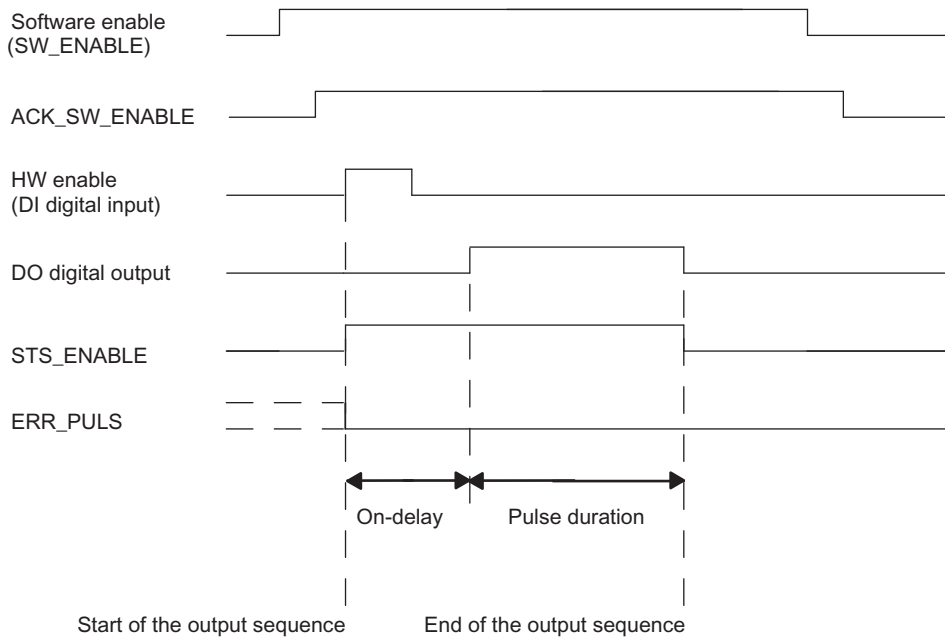 Software enable
(SW_ENABLE)
ACK_SW_ENABLE
HW enable
(DI digital input)
DO digital output
STS_ENABLE
ERR_PULS
On-delay
Pulse duration
Start of the output sequence
End of the output sequence